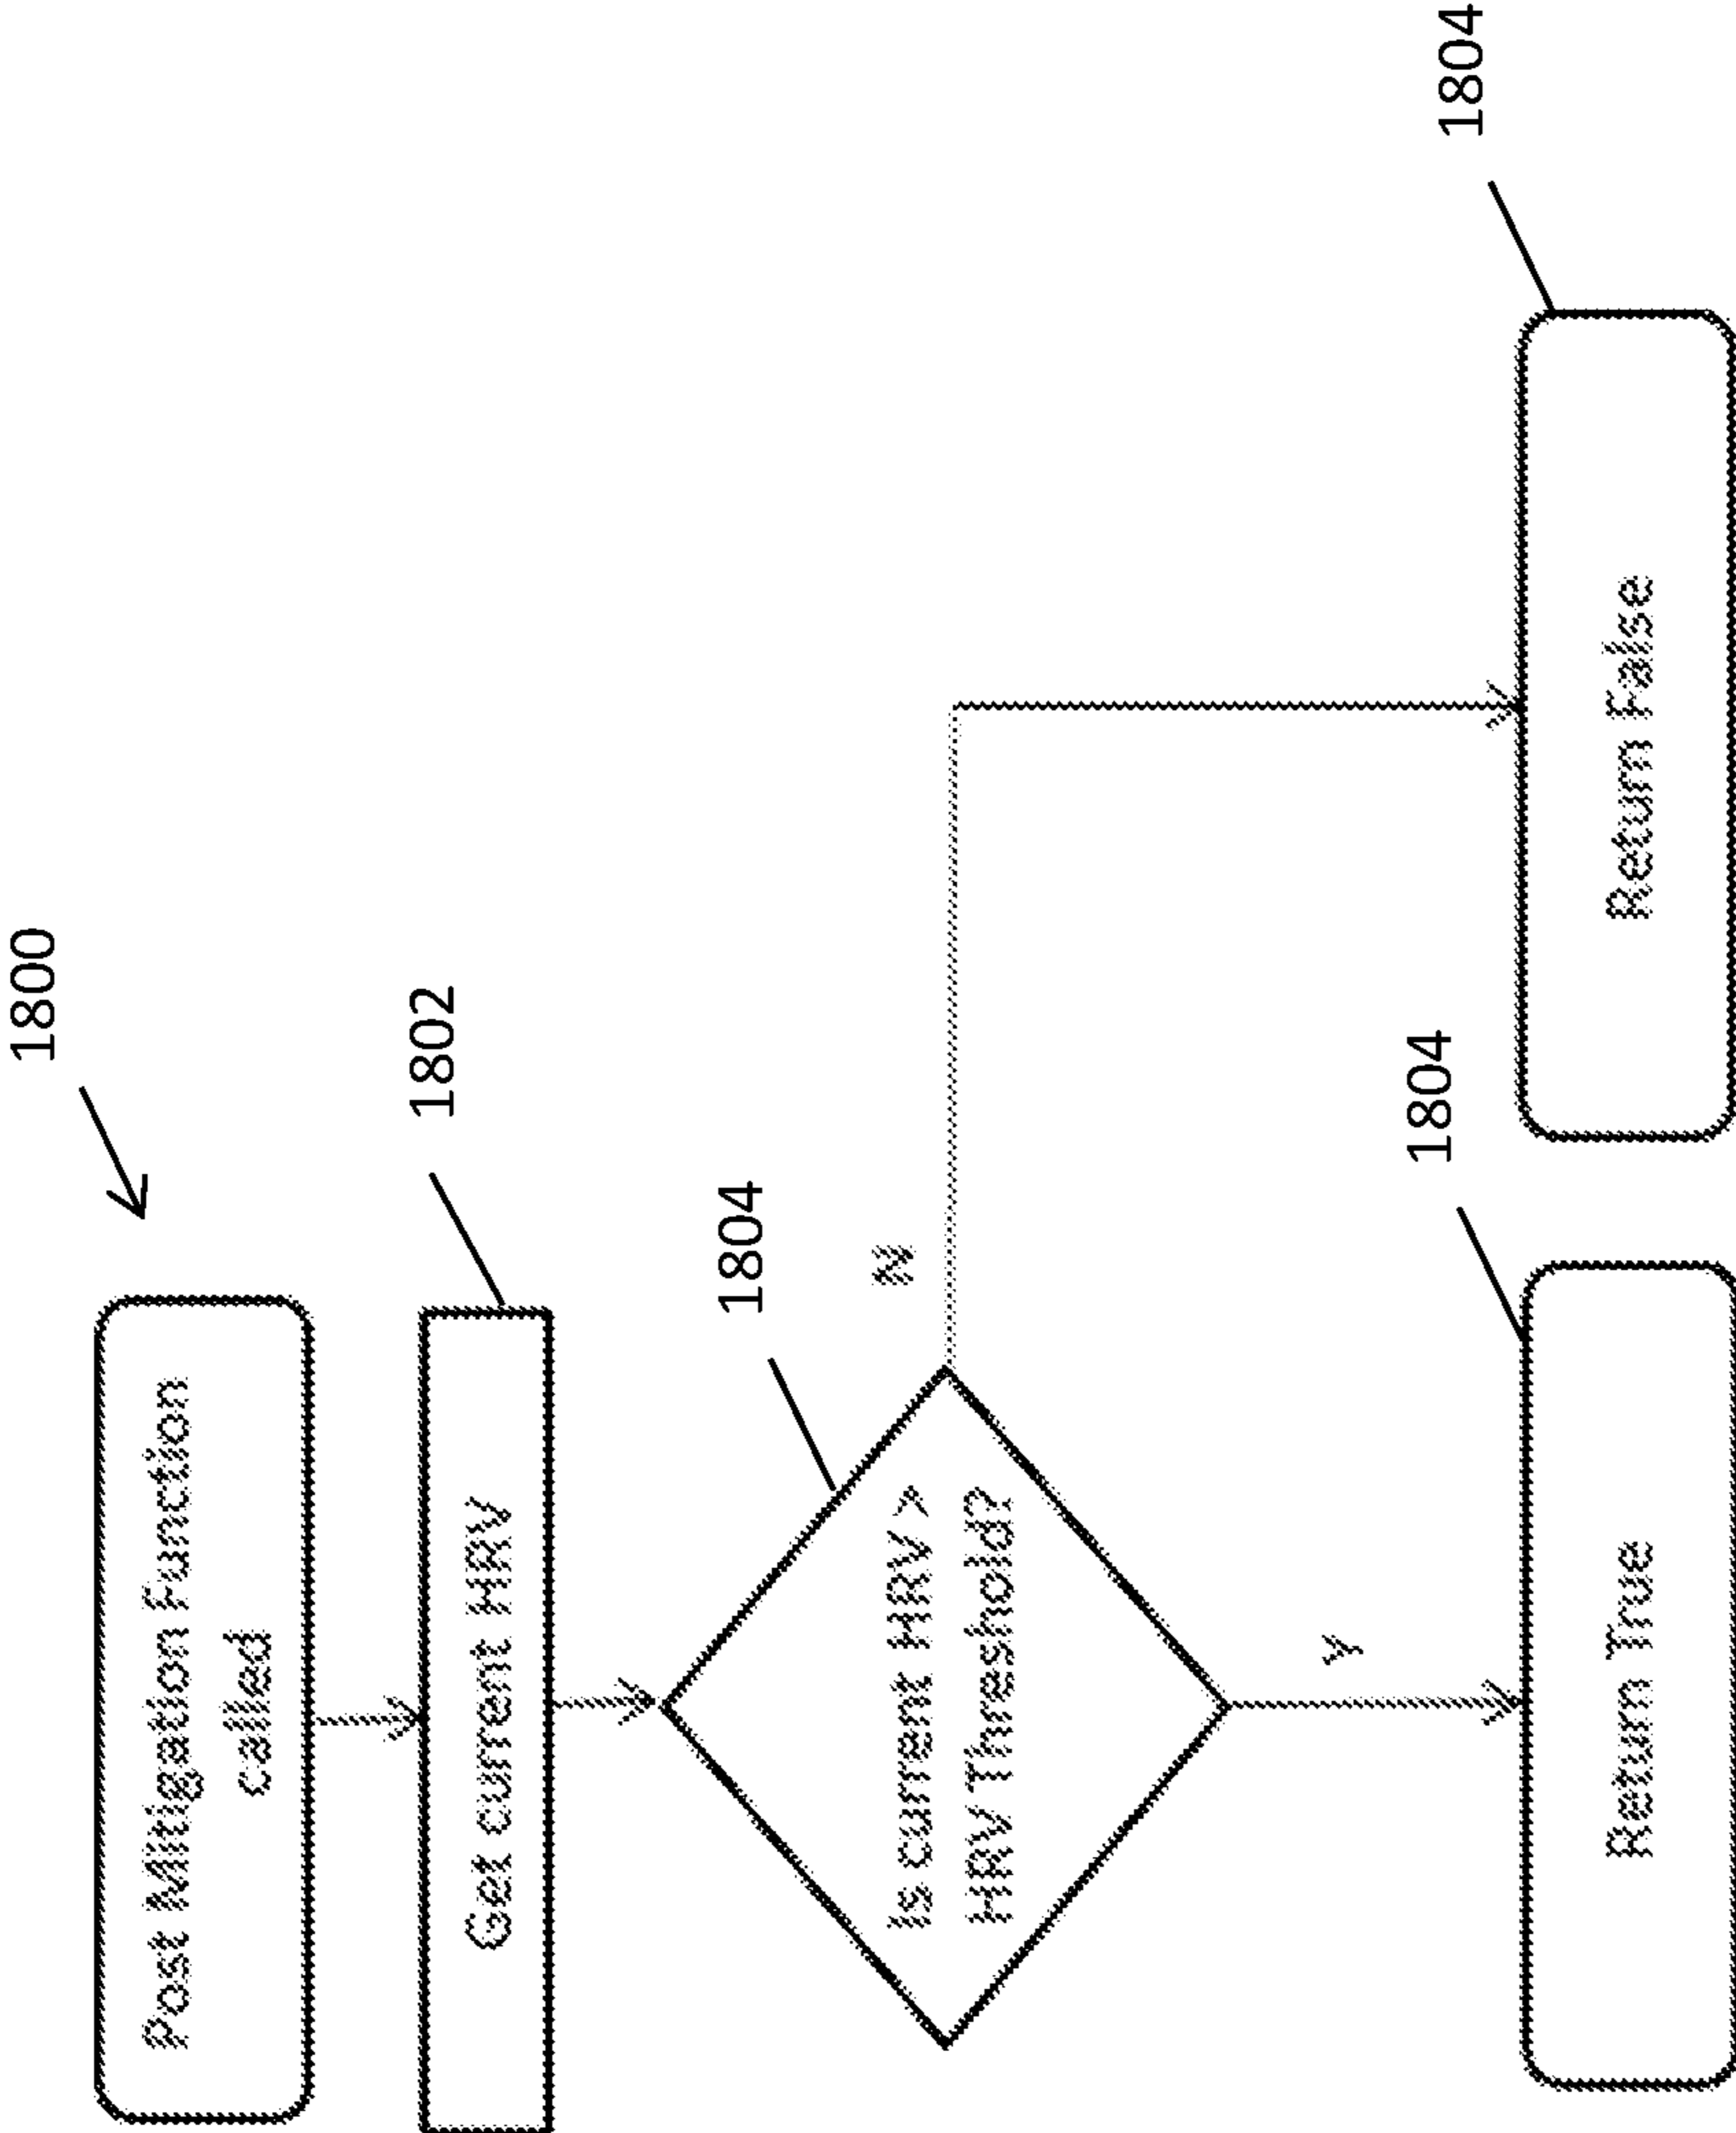 1800
Post Mitigation Function
called
1802
Get current HRV
1804
Is current HRV >
HRV Threshold?
N
Y
1804
Return True
1804
Return False